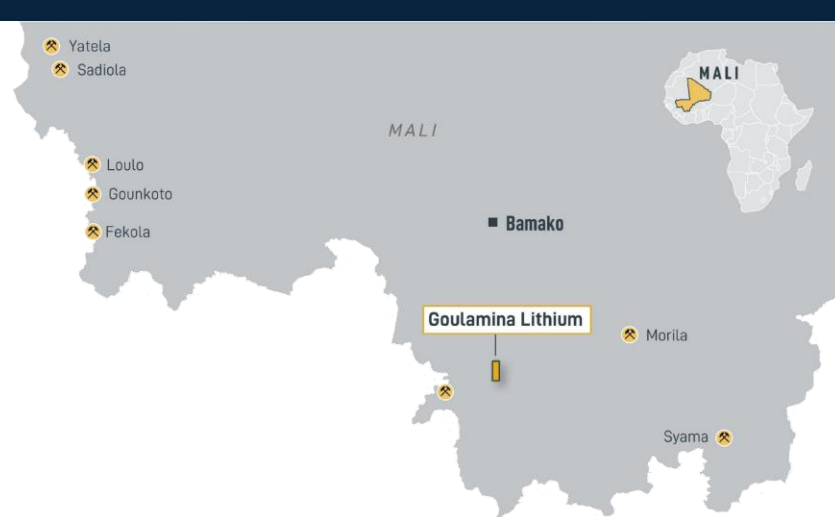 Yatela
MALI
Sadiola
MALI
Loulo
Gounkoto
Bamako
Fekola
Goulamina Lithium
Morila
Syama